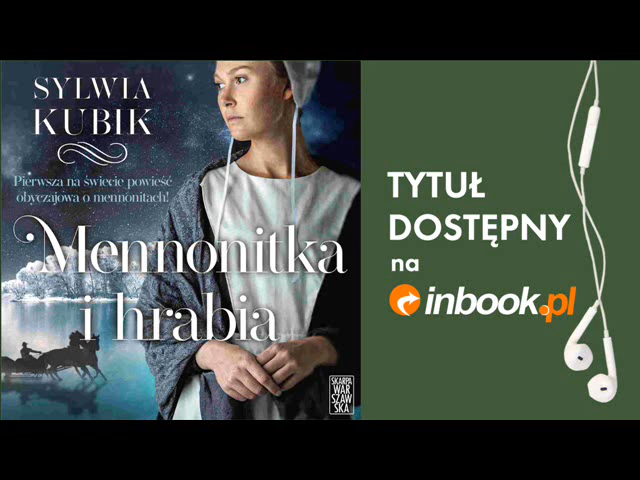 SYLWIA
KUBIK
Pierwsza na świecie powieść
obyczajowa o mennonitach!
Mennonitka
i hrabia
SKARPA
WAR
SZAW
SKA
TYTUŁ
DOSTĘPNY
na
inbook.pl